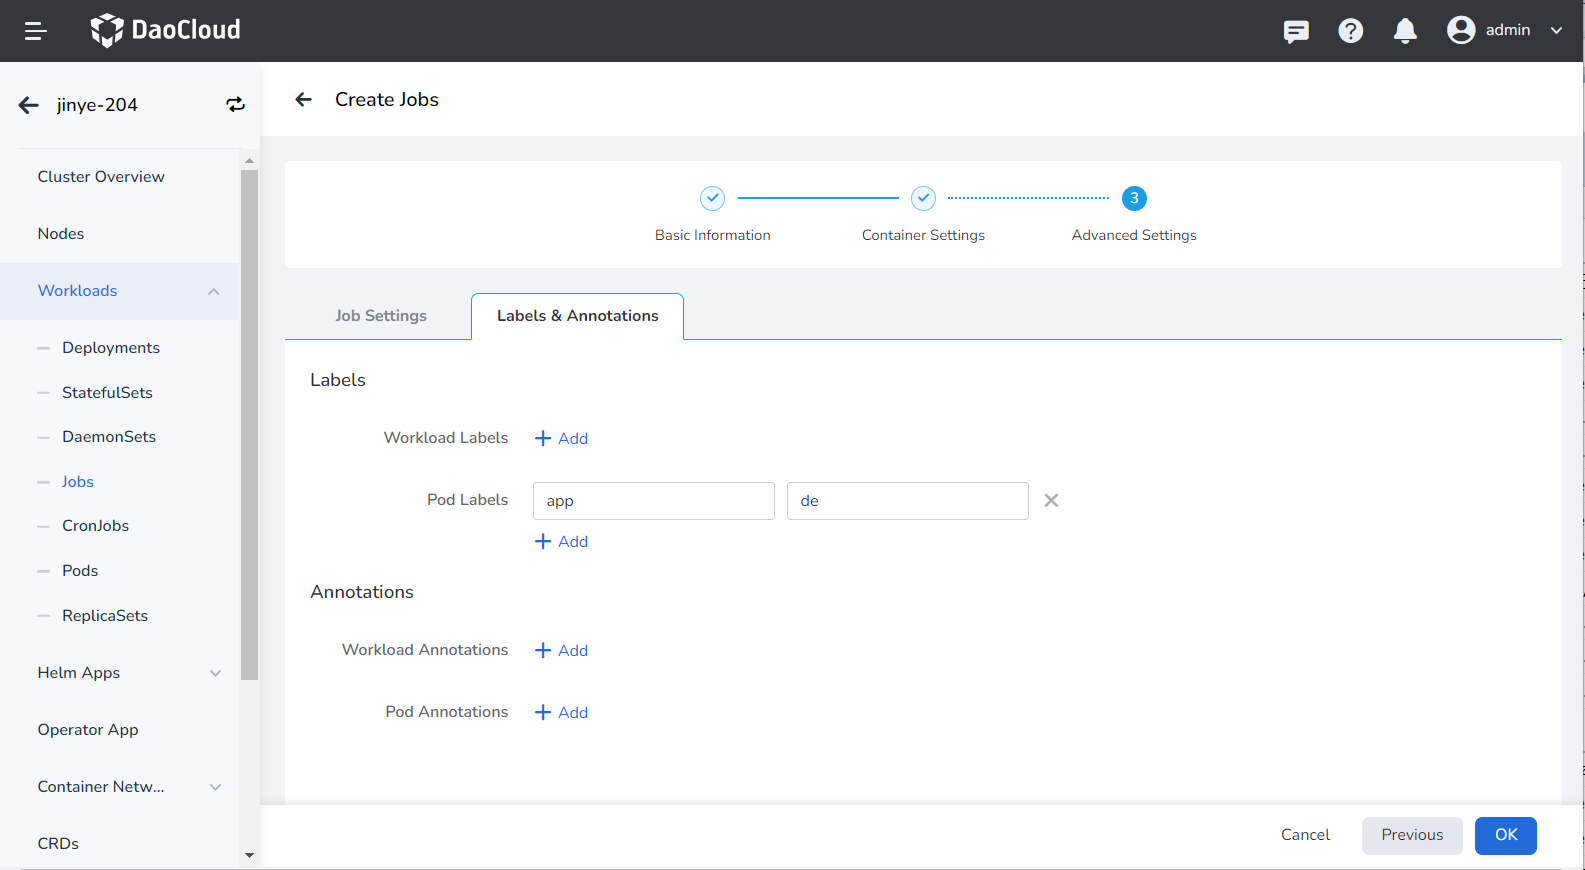 DaoCloud
admin
jinye-204
Create Jobs
Cluster Overview
Nodes
Workloads
Deployments
StatefulSets
DaemonSets
Jobs
CronJobs
Pods
ReplicaSets
Helm Apps
Operator App
Container Netw...
CRDs
3
Basic Information
Container Settings
Advanced Settings
Job Settings
Labels & Annotations
Labels
Workload Labels
Add
Pod Labels
app
de
Add
Annotations
Workload Annotations
Add
Pod Annotations
Add
Cancel
Previous
OK